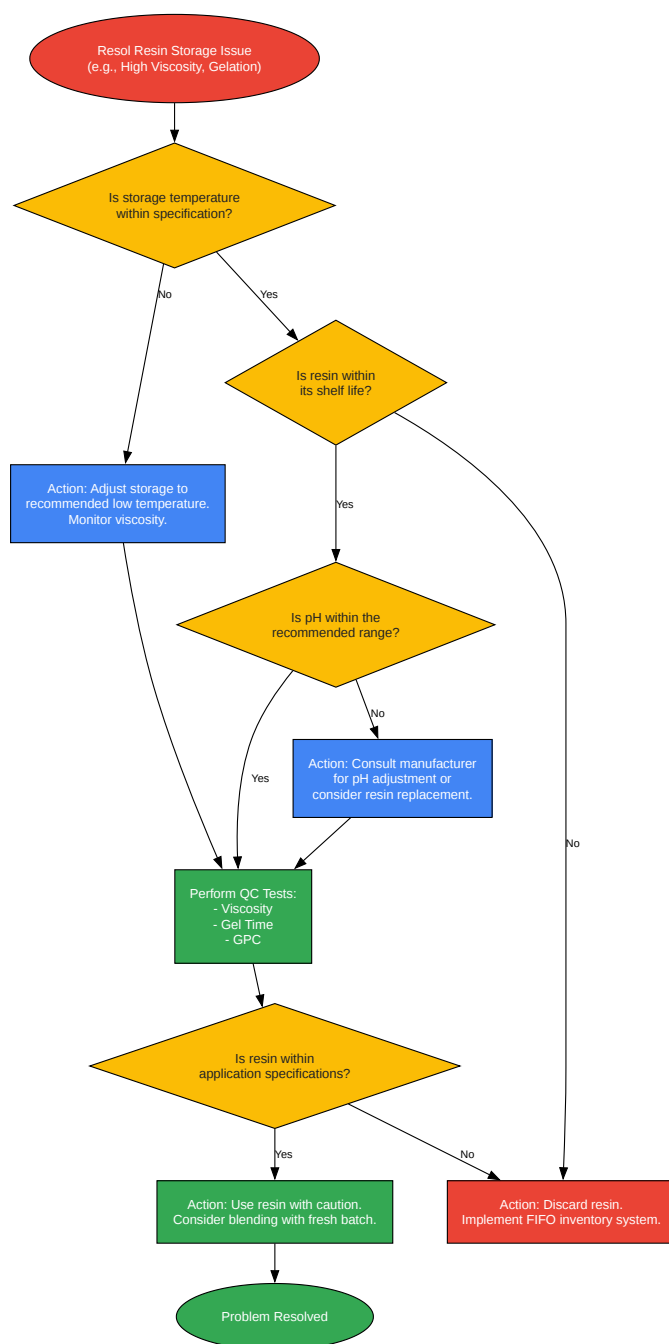 Resol Resin Storage Issue
(e.g., High Viscosity, Gelation)
Is storage temperature
within specification?
No
Yes
Is resin within
its shelf life?
Action: Adjust storage to
recommended low temperature.
Monitor viscosity.
Yes
Is pH within the
recommended range?
No
Action: Consult manufacturer
for pH adjustment or
consider resin replacement.
Yes
No
Perform QC Tests:
- Viscosity
- Gel Time
- GPC
Is resin within
application specifications?
Yes
No
Action: Use resin with caution.
Consider blending with fresh batch.
Action: Discard resin.
Implement FIFO inventory system.
Problem Resolved